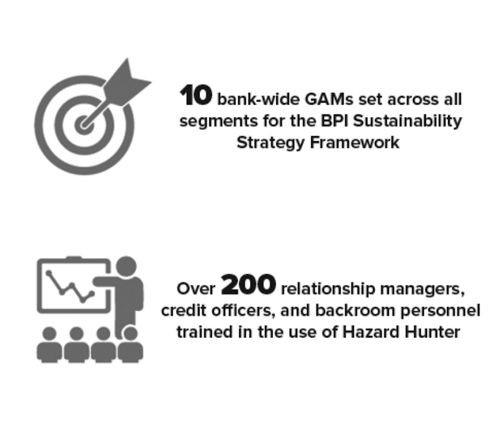 10 bank-wide GAMs set across all
segments for the BPI Sustainability
Strategy Framework
Over 200 relationship managers,
credit officers, and backroom personnel
trained in the use of Hazard Hunter